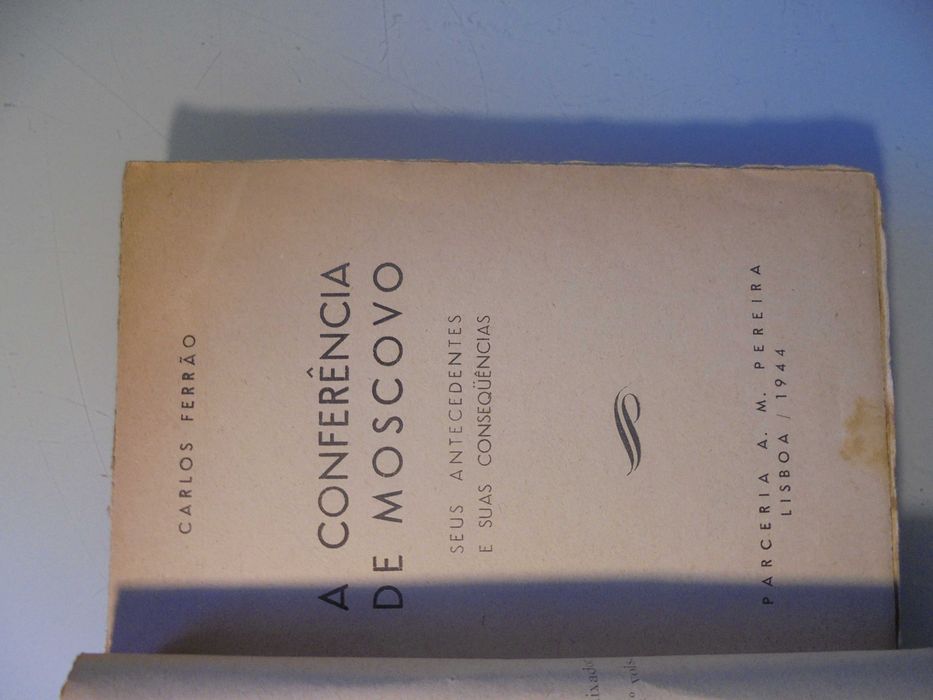 CARLOS FERRÃO
A CONFERÊNCIA
DE MOSCOVO
SEUS ANTECEDENTES
E SUAS CONSEQÜÊNCIAS
PARCERIA A. M. PEREIRA
LISBOA / 1944